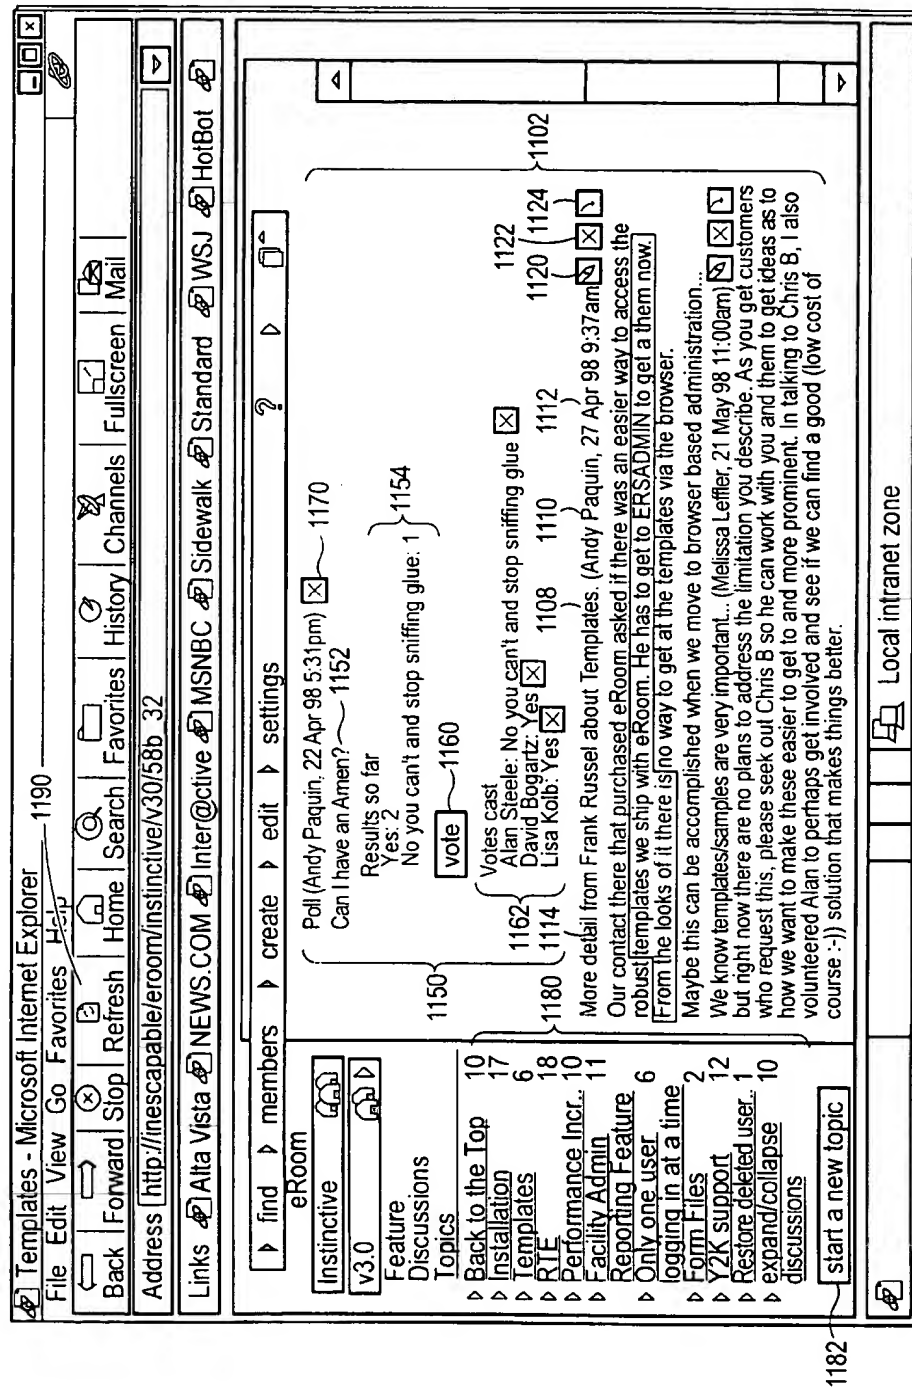 Templates - Microsoft Internet Explorer
1190
File Edit View Go Favorites Help
Back Forward Stop Refresh Home Search Favorites History Channels Fullscreen Mail
Address http://inescapable/eroom/instinctive/v30/58b_32
Links Alta Vista NEWS.COM Inter@ctive MSNBC Sidewalk Standard WSJ HotBot
find members create edit settings ?
eRoom
Instinctive
v3.0
Feature
Discussions
Topics
Back to the Top 10
Installation 17
Templates 6
RTE 18
Performance Incr.. 10
Facility Admin 11
Reporting Feature
Only one user 6
logging in at a time
Form Files 2
Y2K support 12
Restore deleted user.. 1
expand/collapse 10
discussions
start a new topic
1182
1180
1150
Poll (Andy Paquin, 22 Apr 98 5:31pm) 1170
Can I have an Amen? 1152
Results so far
Yes: 2
No you can't and stop sniffing glue: 1
1154
vote 1160
Votes cast
Alan Steele: No you can't and stop sniffing glue
David Bogartz: Yes
Lisa Kolb: Yes
1162
1114 1108 1110 1112 1120 1122 1124
1102
More detail from Frank Russel about Templates. (Andy Paquin, 27 Apr 98 9:37am)
Our contact there that purchased eRoom asked if there was an easier way to access the
robust templates we ship with eRoom. He has to get to ERSADMIN to get a them now.
From the looks of it there is no way to get at the templates via the browser.
Maybe this can be accomplished when we move to browser based administration...
We know templates/samples are very important... (Melissa Leffler, 21 May 98 11:00am)
but right now there are no plans to address the limitation you describe. As you get customers
who request this, please seek out Chris B so he can work with you and them to get ideas as to
how we want to make these easier to get to and more prominent. In talking to Chris B, I also
volunteered Alan to perhaps get involved and see if we can find a good (low cost of
course :-)) solution that makes things better.
Local intranet zone